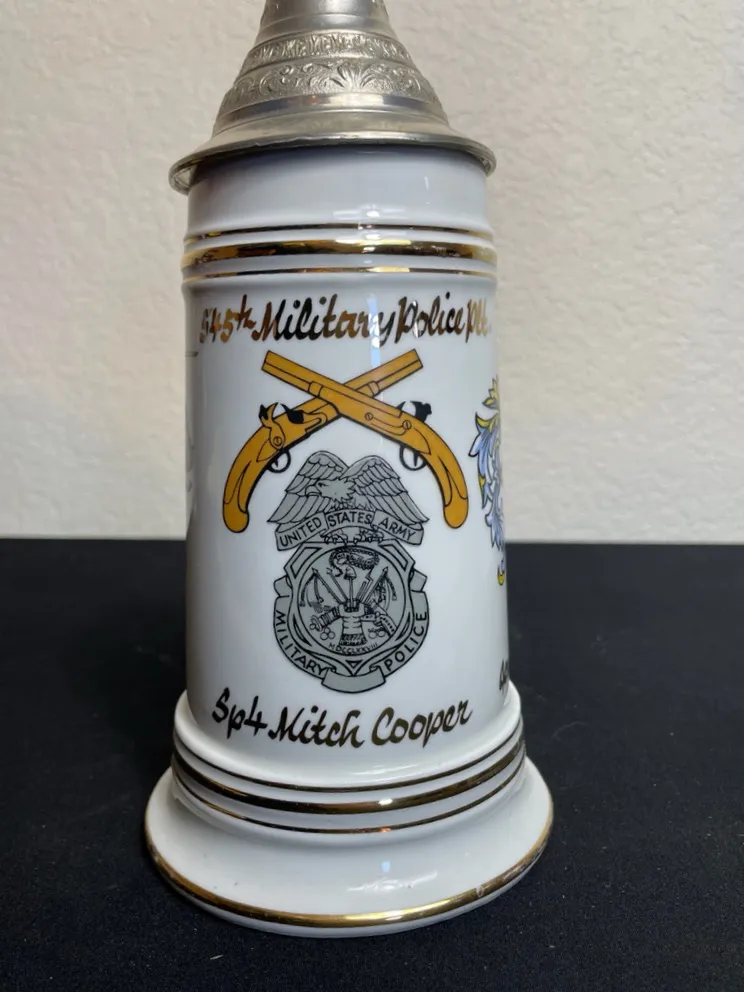 545th Military Police Plt.
UNITED STATES ARMY
MILITARY POLICE
Sp4 Mitch Cooper